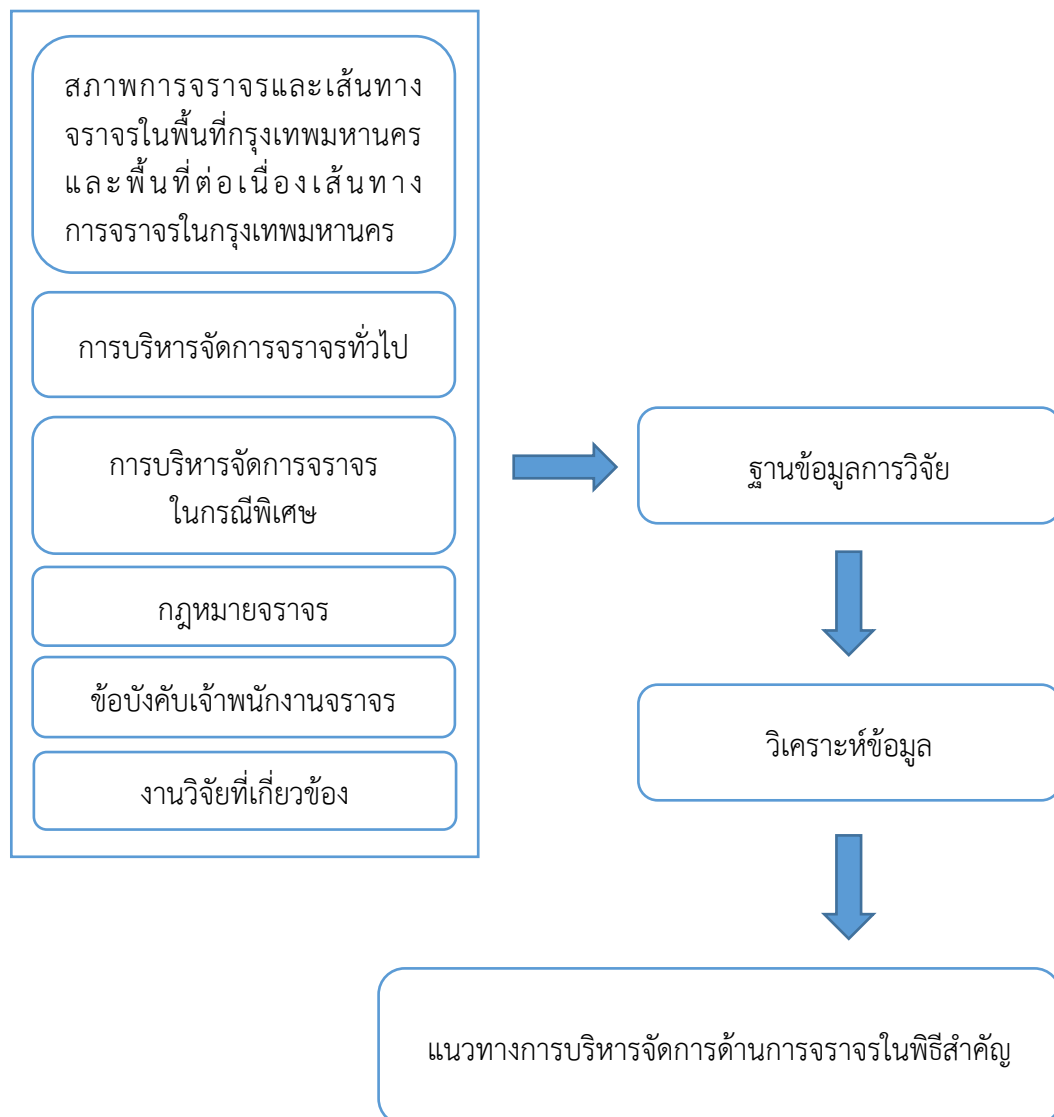 สภาพการจราจรและเส้นทาง
จราจรในพื้นที่กรุงเทพมหานคร
และพื้นที่ต่อเนื่องเส้นทาง
การจราจรในกรุงเทพมหานคร
การบริหารจัดการจราจรทั่วไป
การบริหารจัดการจราจร
ในกรณีพิเศษ
กฎหมายจราจร
ข้อบังคับเจ้าพนักงานจราจร
งานวิจัยที่เกี่ยวข้อง
ฐานข้อมูลการวิจัย
วิเคราะห์ข้อมูล
แนวทางการบริหารจัดการด้านการจราจรในพิธีสำคัญ